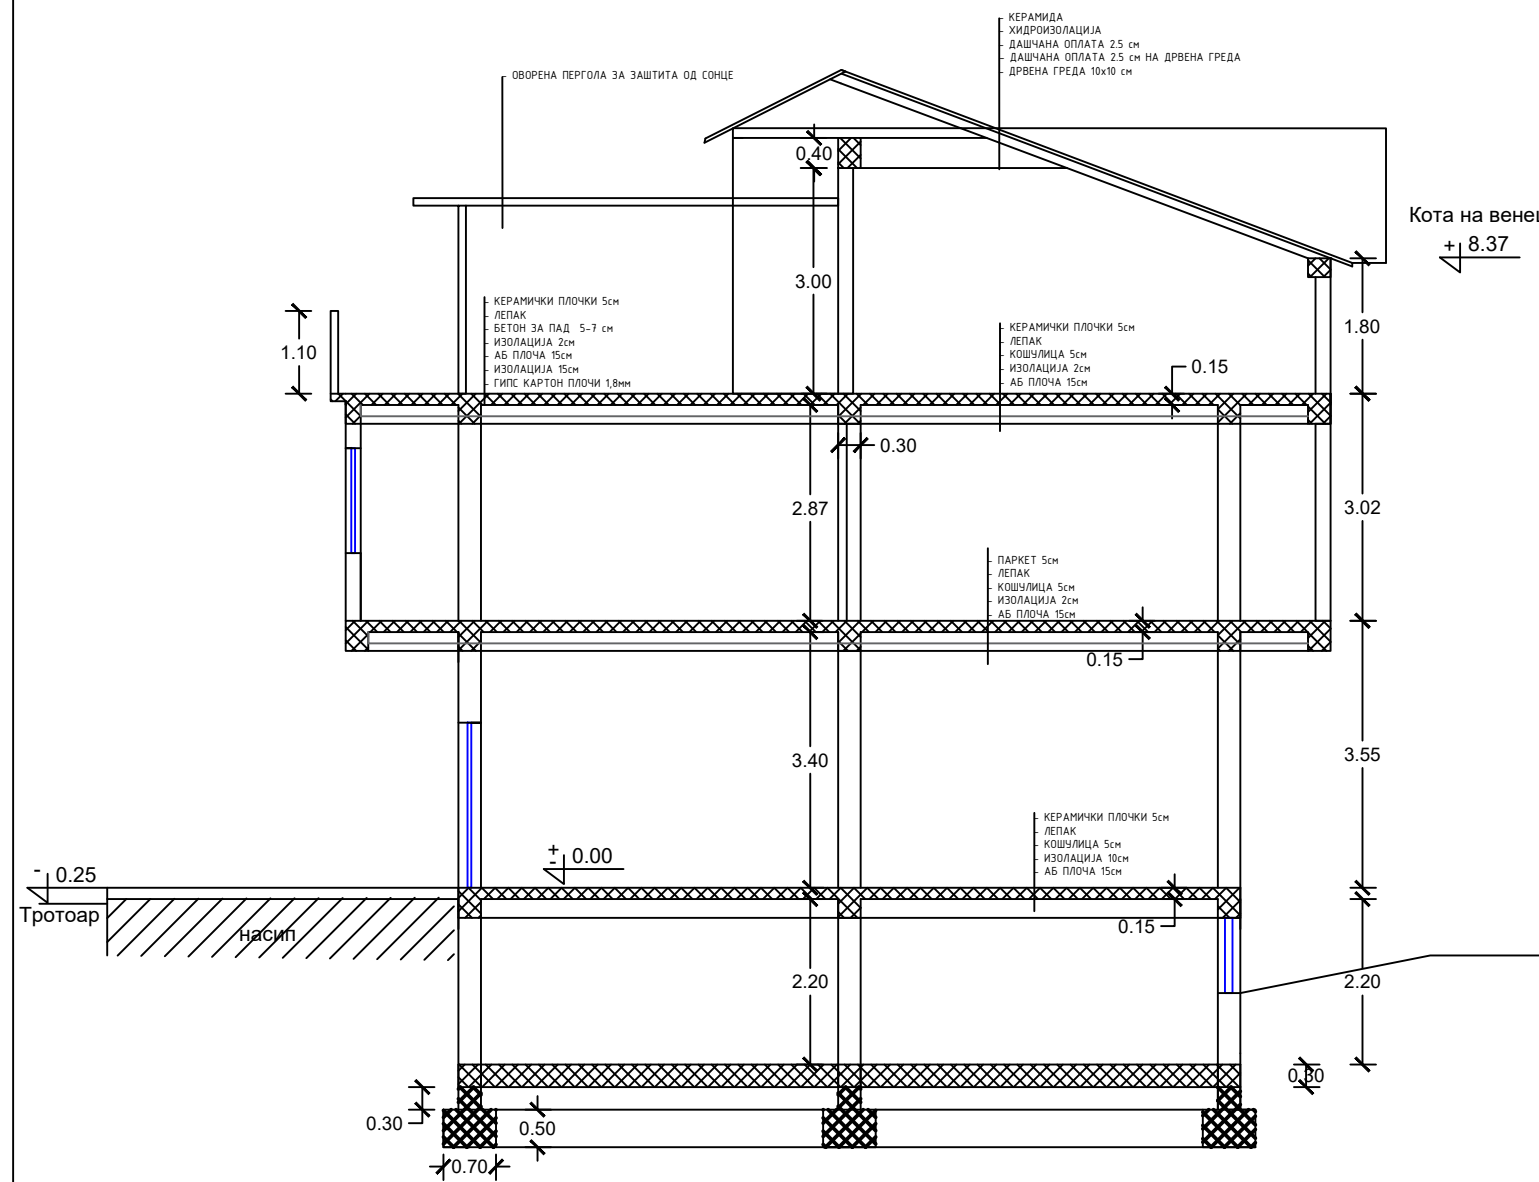 - КЕРАМИДА
- ХИДРОИЗОЛАЦИЈА
- ДАШЧАНА ОПЛАТА 2.5 см
- ДАШЧАНА ОПЛАТА 2.5 см НА ДРВЕНА ГРЕДА
- ДРВЕНА ГРЕДА 10x10 см
- ОВОРЕНА ПЕРГОЛА ЗА ЗАШТИТА ОД СОНЦЕ
0.40
Кота на венец
+ 8.37
3.00
- КЕРАМИЧКИ ПЛОЧКИ 5см
- ЛЕПАК
- БЕТОН ЗА ПАД 5-7 см
- ИЗОЛАЦИЈА 2см
- АБ ПЛОЧА 15см
- ИЗОЛАЦИЈА 15см
- ГИПС КАРТОН ПЛОЧИ 1,8мм
- КЕРАМИЧКИ ПЛОЧКИ 5см
- ЛЕПАК
- КОШУЛИЦА 5см
- ИЗОЛАЦИЈА 2см
- АБ ПЛОЧА 15см
1.10
1.80
0.15
0.30
2.87
3.02
- ПАРКЕТ 5см
- ЛЕПАК
- КОШУЛИЦА 5см
- ИЗОЛАЦИЈА 2см
- АБ ПЛОЧА 15см
0.15
3.40
3.55
- КЕРАМИЧКИ ПЛОЧКИ 5см
- ЛЕПАК
- КОШУЛИЦА 5см
- ИЗОЛАЦИЈА 10см
- АБ ПЛОЧА 15см
+
- 0.00
- 0.25
Тротоар
насип
0.15
2.20
2.20
0.30
0.30
0.50
0.70